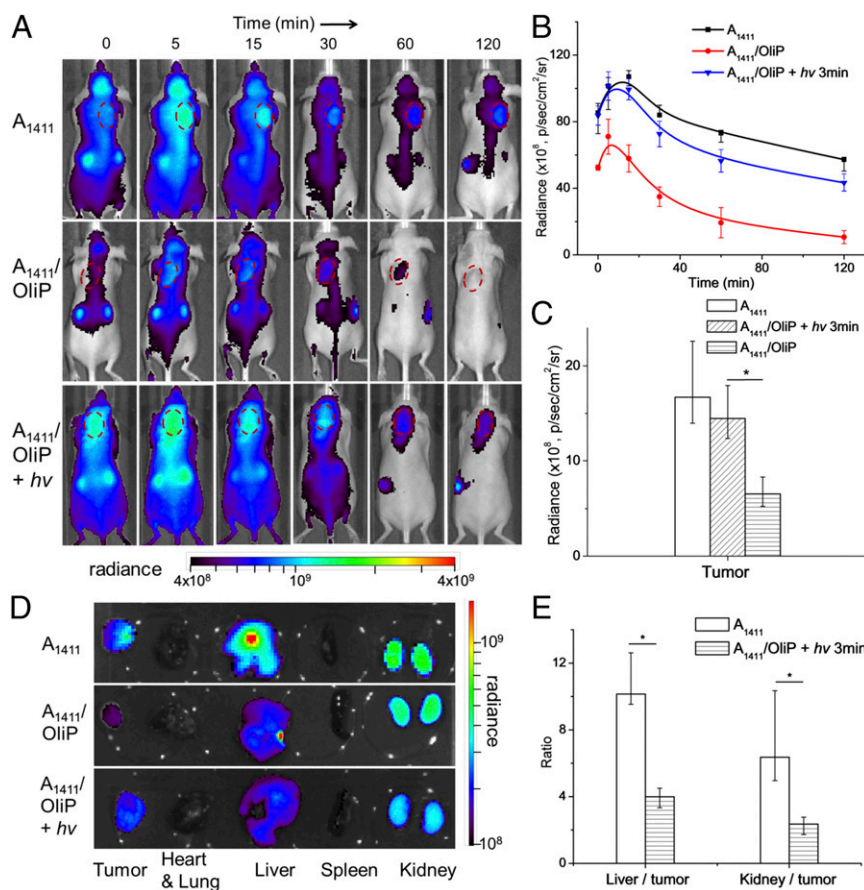 A
Time (min)
0 5 15 30 60 120
A1411
A1411/
OliP
A1411/
OliP
+ hv
radiance
4x10⁸ 10⁹ 4x10⁹
B
A1411
A1411/OliP
A1411/OliP + hv 3min
Radiance (x10⁸, p/sec/cm²/sr)
160
120
80
40
0
0 40 80 120
Time (min)
C
A1411
A1411/OliP + hv 3min
A1411/OliP
*
Radiance (x10⁸, p/sec/cm²/sr)
20
10
0
Tumor
D
A1411
A1411/
OliP
A1411/
OliP
+ hv
Tumor Heart & Lung Liver Spleen Kidney
10⁹
radiance
10⁸
E
A1411
A1411/OliP + hv 3min
* *
Ratio
12
8
4
0
Liver / tumor Kidney / tumor